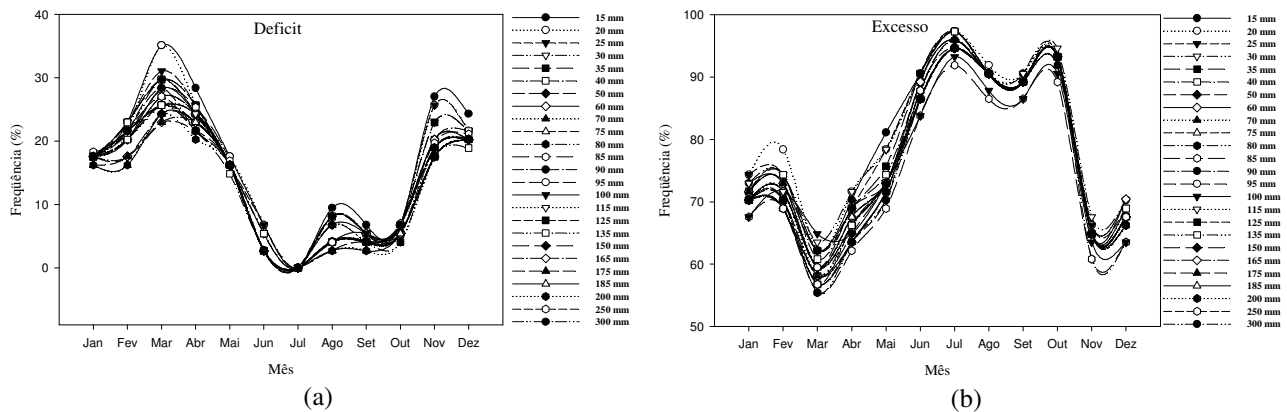 Deficit
Freqüência (%)
40
30
20
10
0
Jan Fev Mar Abr Mai Jun Jul Ago Set Out Nov Dez
Mês
(a)
15 mm
20 mm
25 mm
30 mm
35 mm
40 mm
50 mm
60 mm
70 mm
75 mm
80 mm
85 mm
90 mm
95 mm
100 mm
115 mm
125 mm
135 mm
150 mm
165 mm
175 mm
185 mm
200 mm
250 mm
300 mm
Excesso
Freqüência (%)
100
90
80
70
60
50
Jan Fev Mar Abr Mai Jun Jul Ago Set Out Nov Dez
Mês
(b)
15 mm
20 mm
25 mm
30 mm
35 mm
40 mm
50 mm
60 mm
70 mm
75 mm
80 mm
85 mm
90 mm
95 mm
100 mm
115 mm
125 mm
135 mm
150 mm
165 mm
175 mm
185 mm
200 mm
250 mm
300 mm